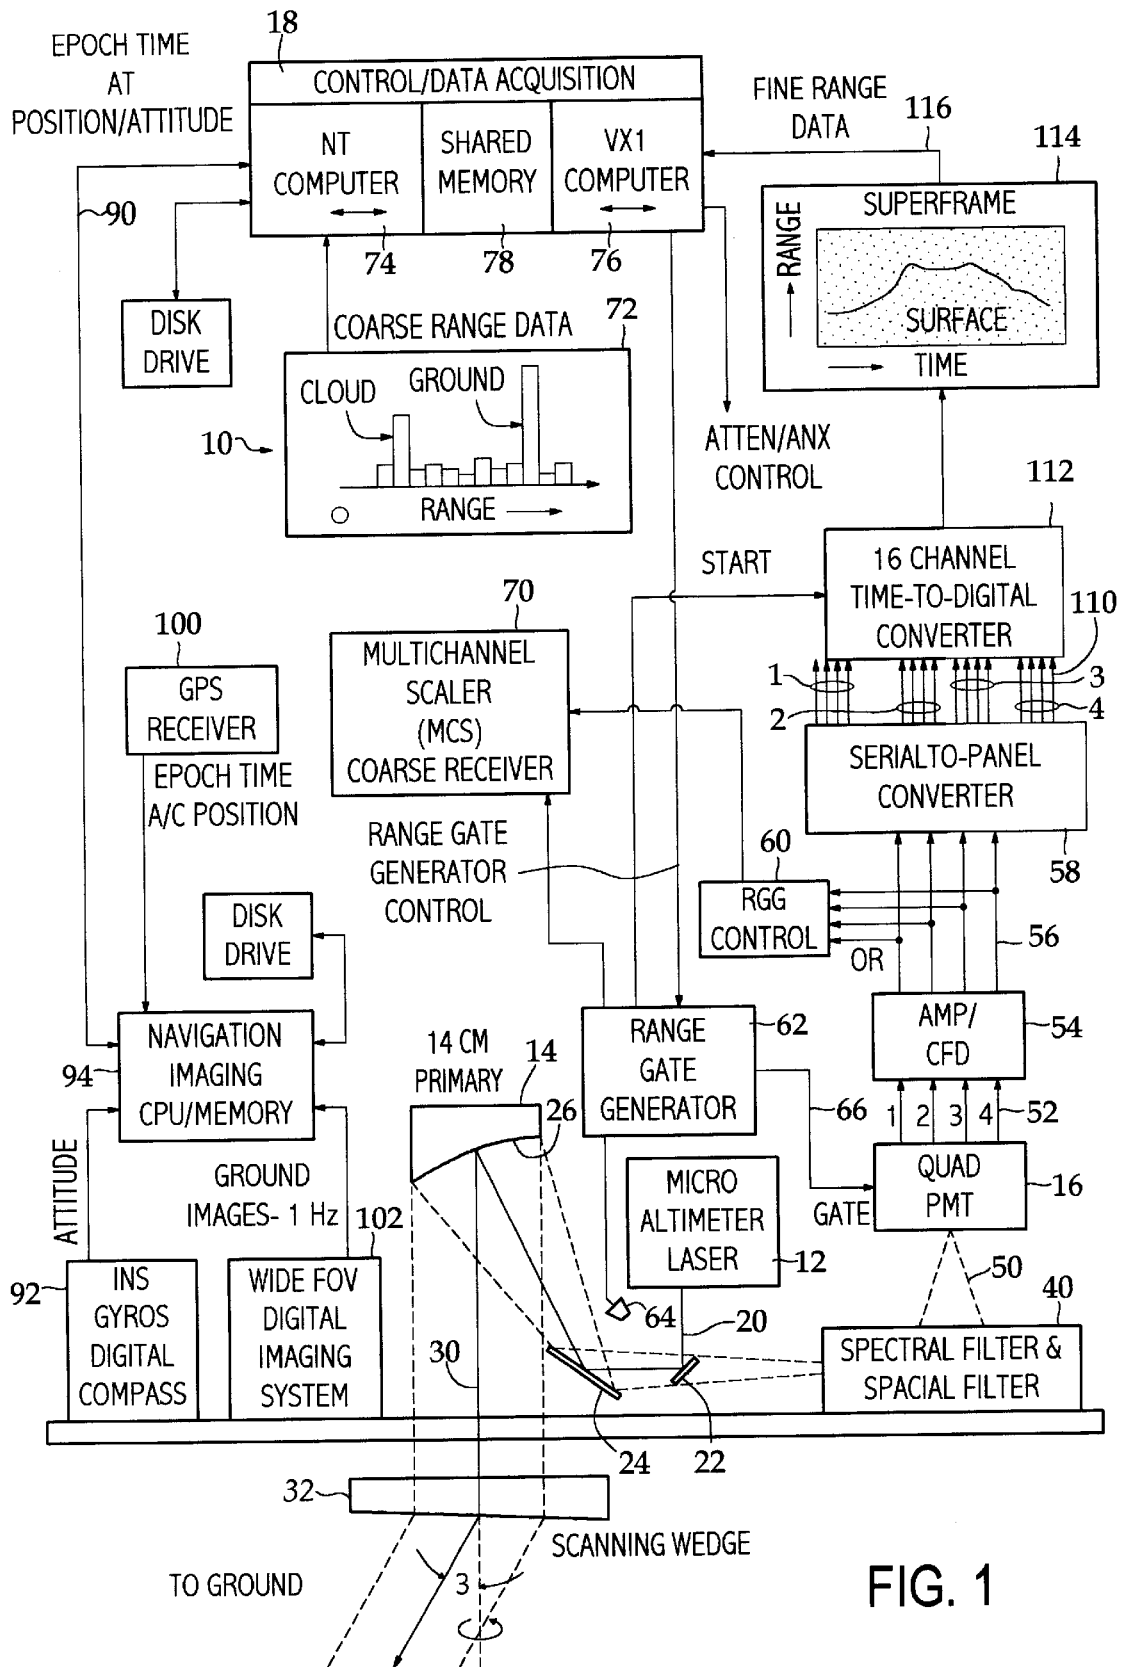 18
EPOCH TIME
AT
POSITION/ATTITUDE
CONTROL/DATA ACQUISITION
NT
COMPUTER
SHARED
MEMORY
VX1
COMPUTER
74
78
76
FINE RANGE
DATA
116
114
SUPERFRAME
RANGE
SURFACE
TIME
90
DISK
DRIVE
COARSE RANGE DATA
72
CLOUD
GROUND
RANGE
10
ATTEN/ANX
CONTROL
112
START
16 CHANNEL
TIME-TO-DIGITAL
CONVERTER
110
1
2
3
4
70
MULTICHANNEL
SCALER
(MCS)
COARSE RECEIVER
100
GPS
RECEIVER
EPOCH TIME
A/C POSITION
SERIALTO-PANEL
CONVERTER
58
RANGE GATE
GENERATOR
CONTROL
60
RGG
CONTROL
OR
56
DISK
DRIVE
NAVIGATION
IMAGING
CPU/MEMORY
94
14 CM
PRIMARY
14
26
RANGE
GATE
GENERATOR
62
AMP/
CFD
54
66
1
2
3
4
52
ATTITUDE
GROUND
IMAGES- 1 Hz
MICRO
ALTIMETER
LASER
12
GATE
QUAD
PMT
16
92
INS
GYROS
DIGITAL
COMPASS
102
WIDE FOV
DIGITAL
IMAGING
SYSTEM
30
64
20
50
40
SPECTRAL FILTER &
SPACIAL FILTER
24
22
32
SCANNING WEDGE
TO GROUND
3
FIG. 1